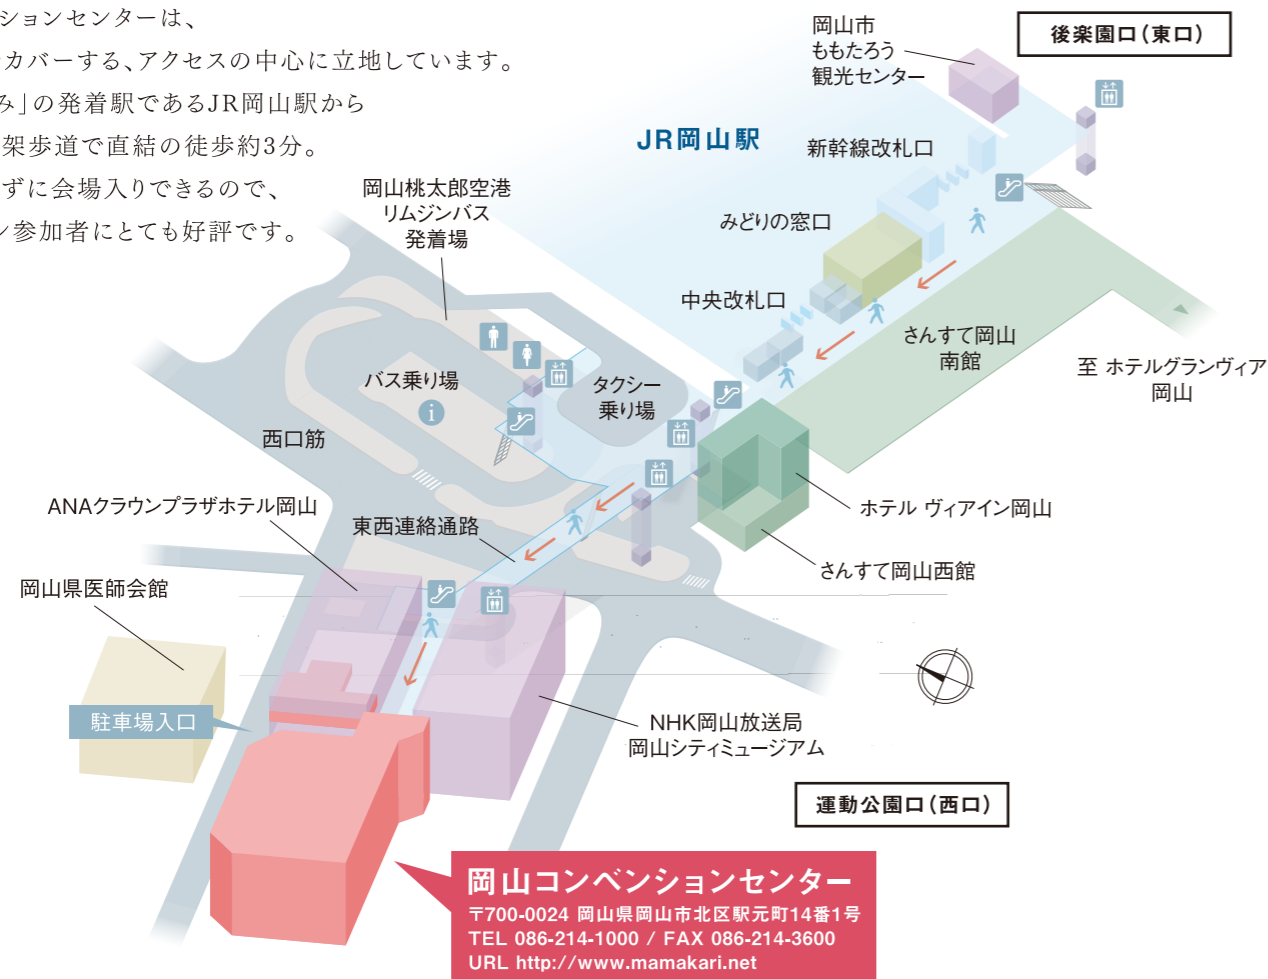 ションセンターは、
カバーする、アクセスの中心に立地しています。
み」の発着駅であるJR岡山駅から
架歩道で直結の徒歩約3分。
ずに会場入りできるので、
ン参加者にとても好評です。
岡山市
ももたろう
観光センター
後楽園口(東口)
JR岡山駅
新幹線改札口
岡山桃太郎空港
リムジンバス
発着場
みどりの窓口
中央改札口
さんすて岡山
南館
至 ホテルグランヴィア
岡山
バス乗り場
i
タクシー
乗り場
西口筋
ANAクラウンプラザホテル岡山
東西連絡通路
ホテル ヴィアイン岡山
さんすて岡山西館
岡山県医師会館
駐車場入口
NHK岡山放送局
岡山シティミュージアム
運動公園口(西口)
岡山コンベンションセンター
〒700-0024 岡山県岡山市北区駅元町14番1号
TEL 086-214-1000 / FAX 086-214-3600
URL http://www.mamakari.net